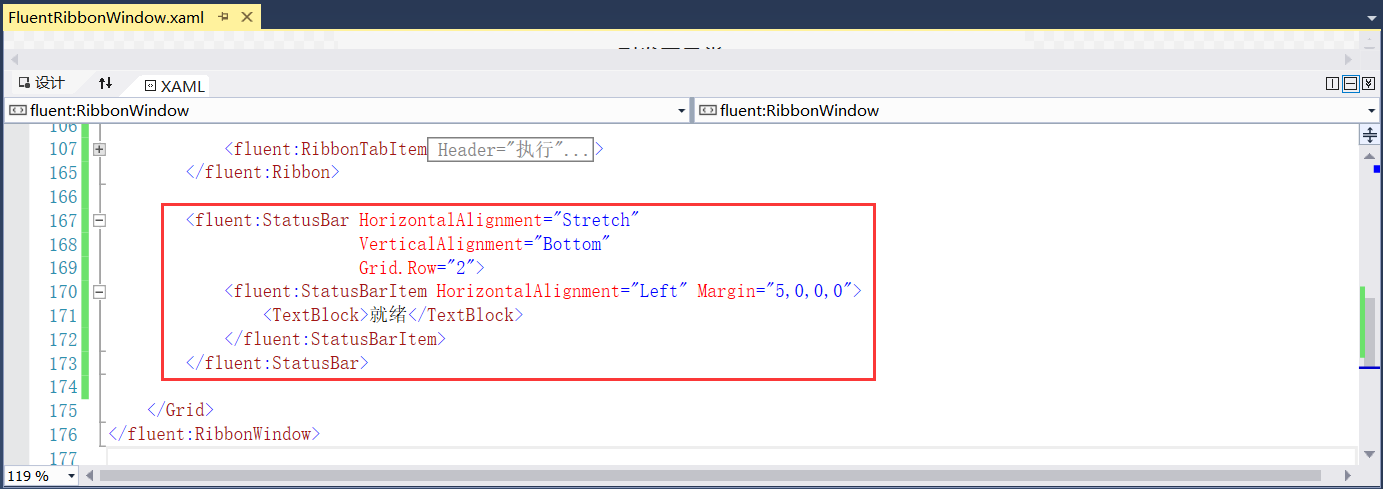 FluentRibbonWindow.xaml
设计
XAML
fluent:RibbonWindow
fluent:RibbonWindow
106
107 <fluent:RibbonTabItem Header="执行"...>
165 </fluent:Ribbon>
166
167 <fluent:StatusBar HorizontalAlignment="Stretch"
168 VerticalAlignment="Bottom"
169 Grid.Row="2">
170 <fluent:StatusBarItem HorizontalAlignment="Left" Margin="5,0,0,0">
171 <TextBlock>就绪</TextBlock>
172 </fluent:StatusBarItem>
173 </fluent:StatusBar>
174
175 </Grid>
176 </fluent:RibbonWindow>
177
119 %